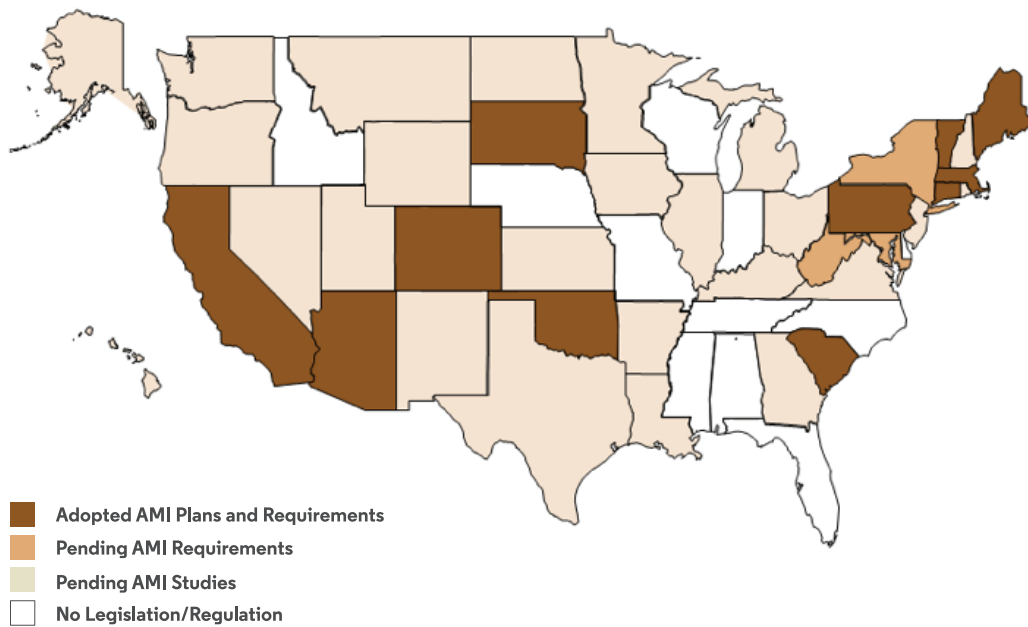 Adopted AMI Plans and Requirements
Pending AMI Requirements
Pending AMI Studies
No Legislation/Regulation